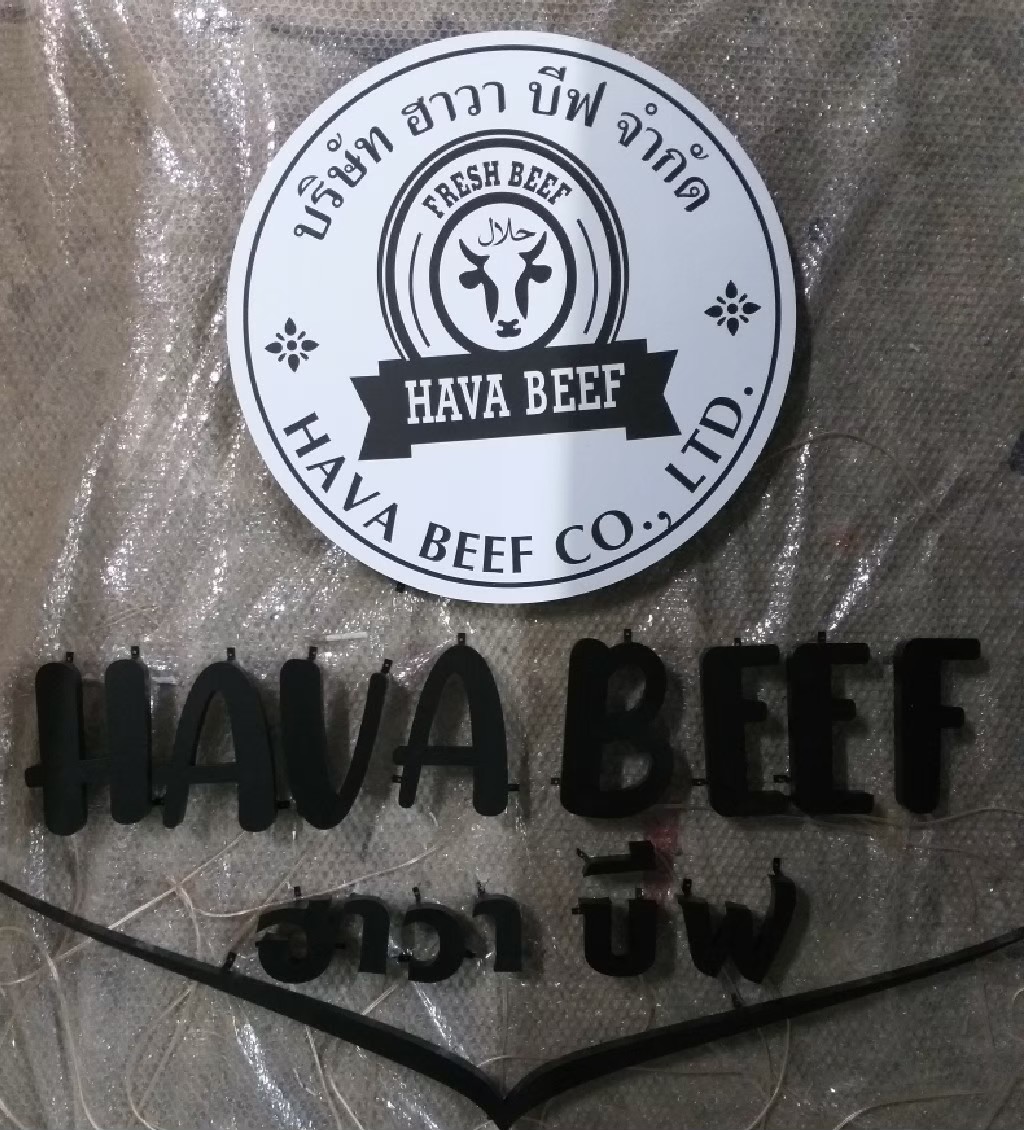 บริษัท ฮาวา บีฟ จำกัด
FRESH BEEF
حلال
HAVA BEEF
HAVA BEEF CO., LTD.
HAVA BEEF
ฮาวา บีฟ